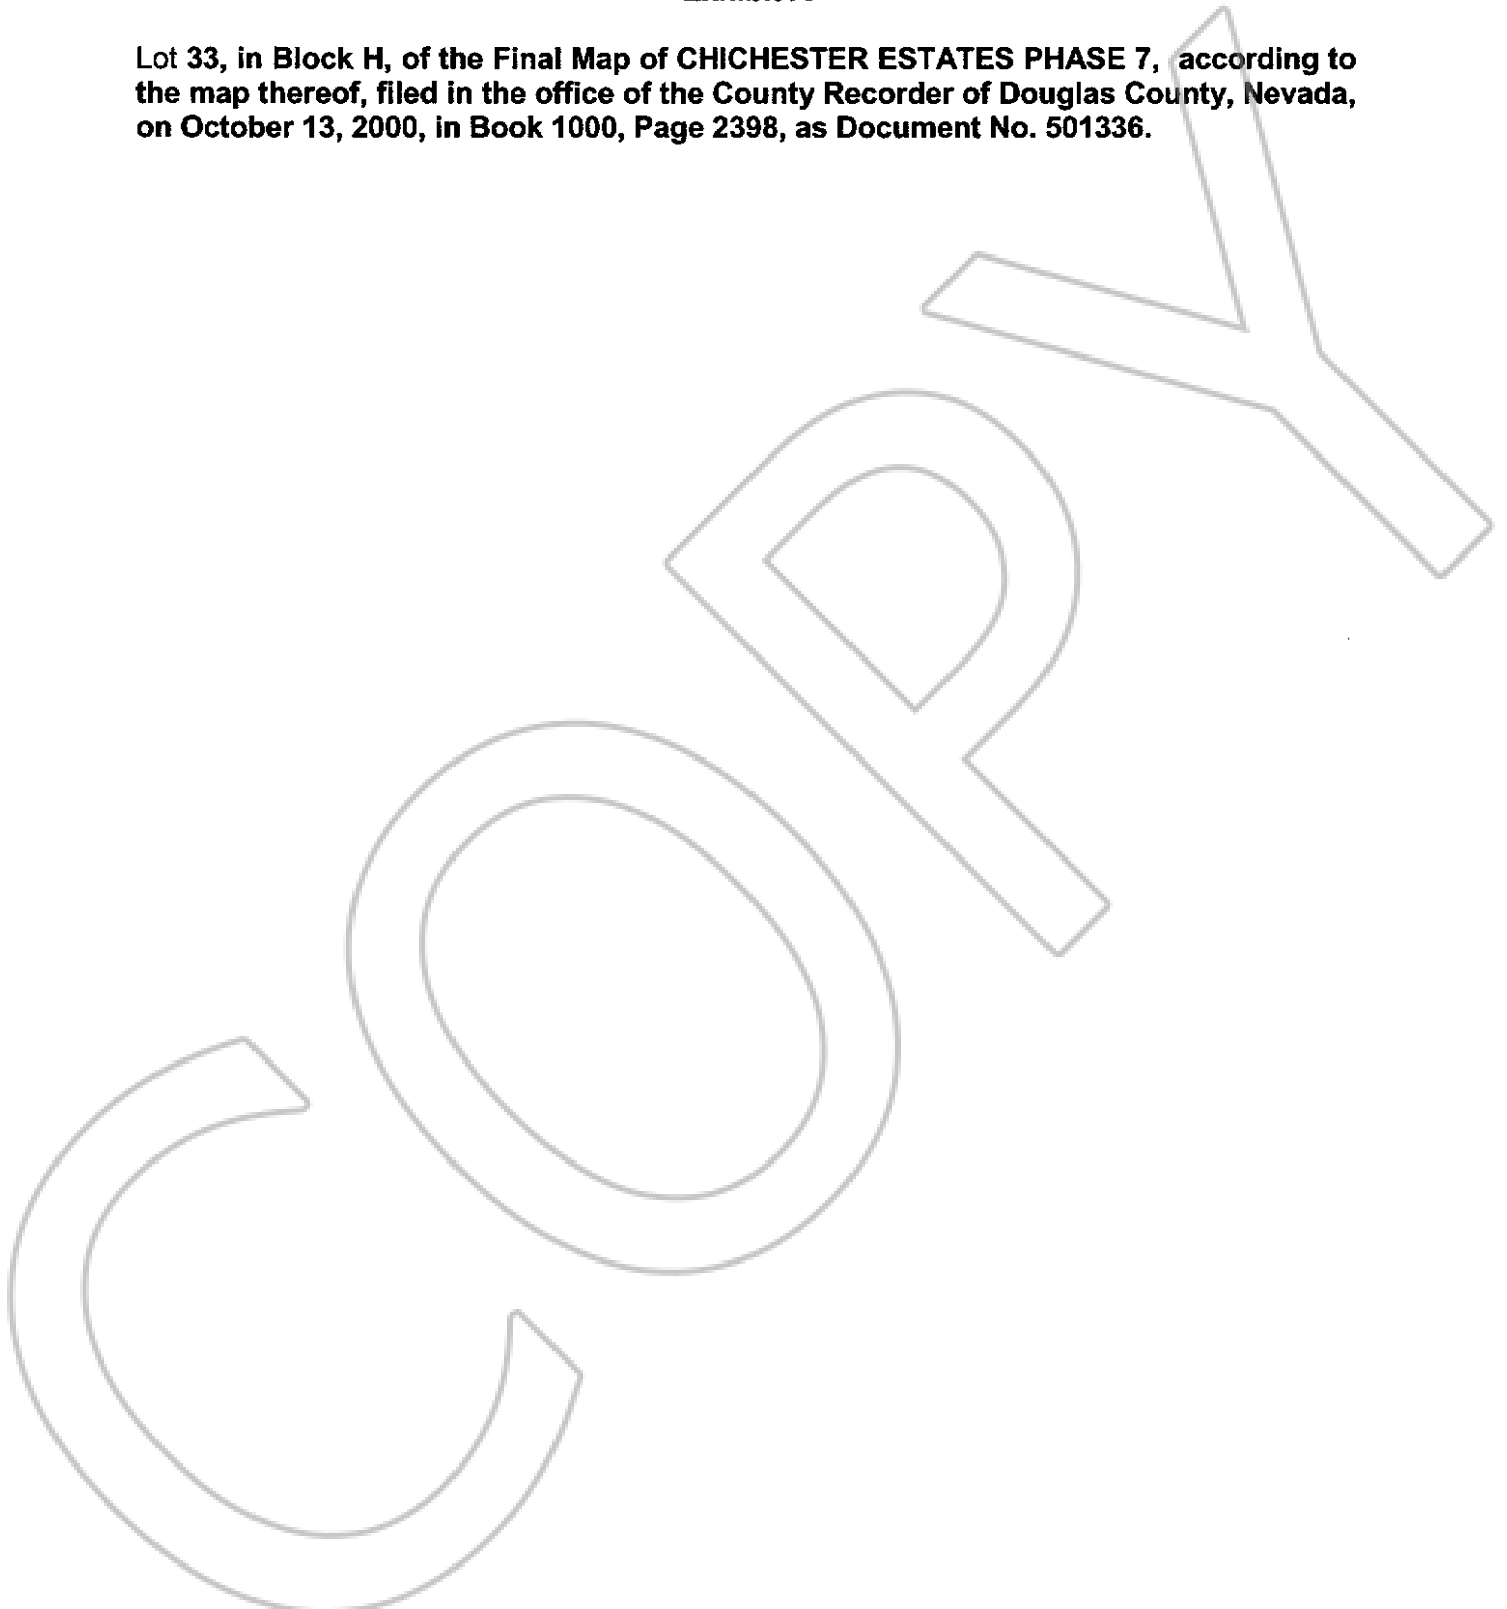 Lot 33, in Block H, of the Final Map of CHICHESTER ESTATES PHASE 7, according to
the map thereof, filed in the office of the County Recorder of Douglas County, Nevada,
on October 13, 2000, in Book 1000, Page 2398, as Document No. 501336.
COPY